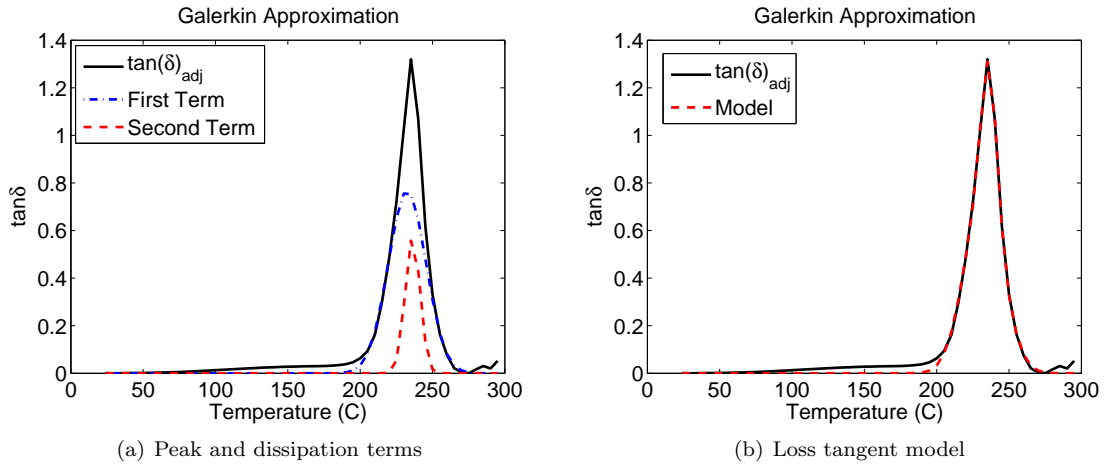 Galerkin Approximation
1.4
1.2
1
0.8
0.6
0.4
0.2
0
tanδ
tan(δ)adj
First Term
Second Term
0 50 100 150 200 250 300
Temperature (C)
(a) Peak and dissipation terms
Galerkin Approximation
1.4
1.2
1
0.8
0.6
0.4
0.2
0
tanδ
tan(δ)adj
Model
0 50 100 150 200 250 300
Temperature (C)
(b) Loss tangent model